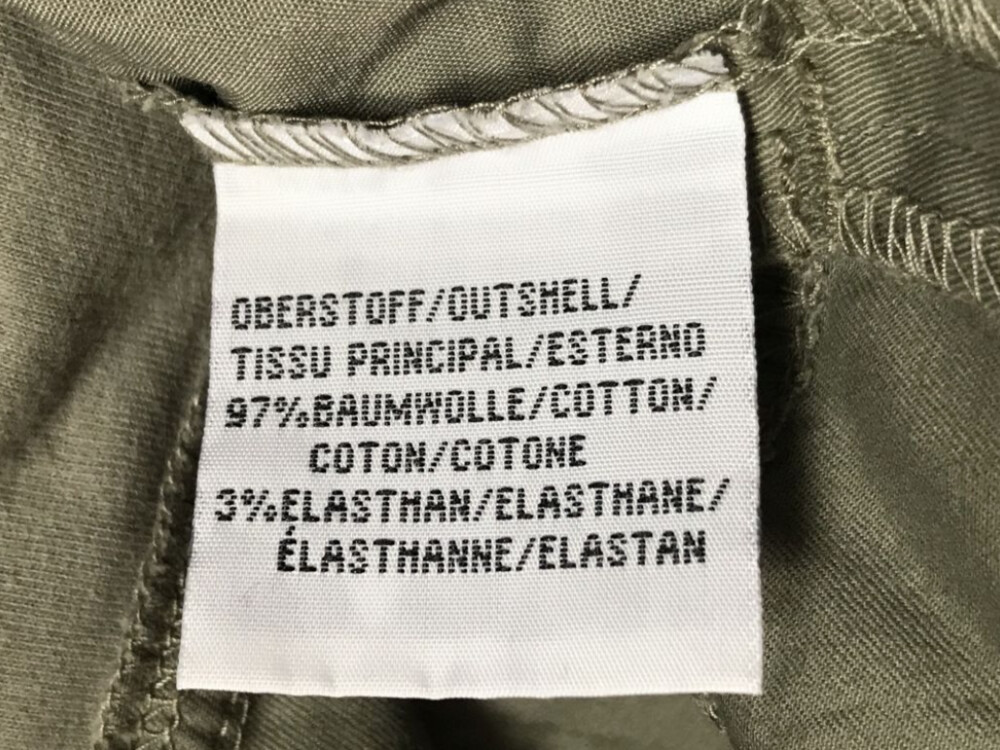 OBERSTOFF/OUTSHELL/
TISSU PRINCIPAL/ESTERNO
97%BAUMWOLLE/COTTON/
COTON/COTONE
3%ELASTHAN/ELASTHANE/
ÉLASTHANNE/ELASTAN